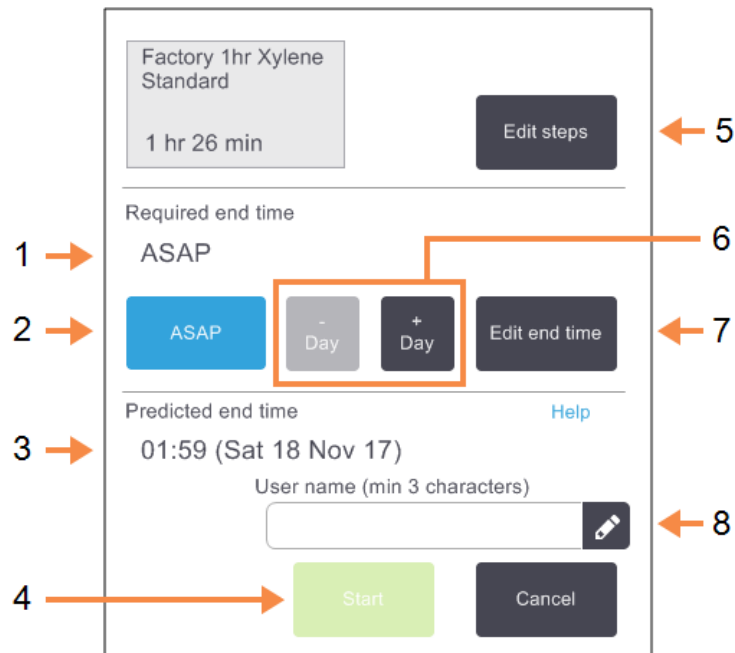 Factory 1hr Xylene
Standard
1 hr 26 min
Edit steps
5
Required end time
1
ASAP
6
2
ASAP
-
Day
+
Day
Edit end time
7
Predicted end time
Help
3
01:59 (Sat 18 Nov 17)
User name (min 3 characters)
8
4
Start
Cancel